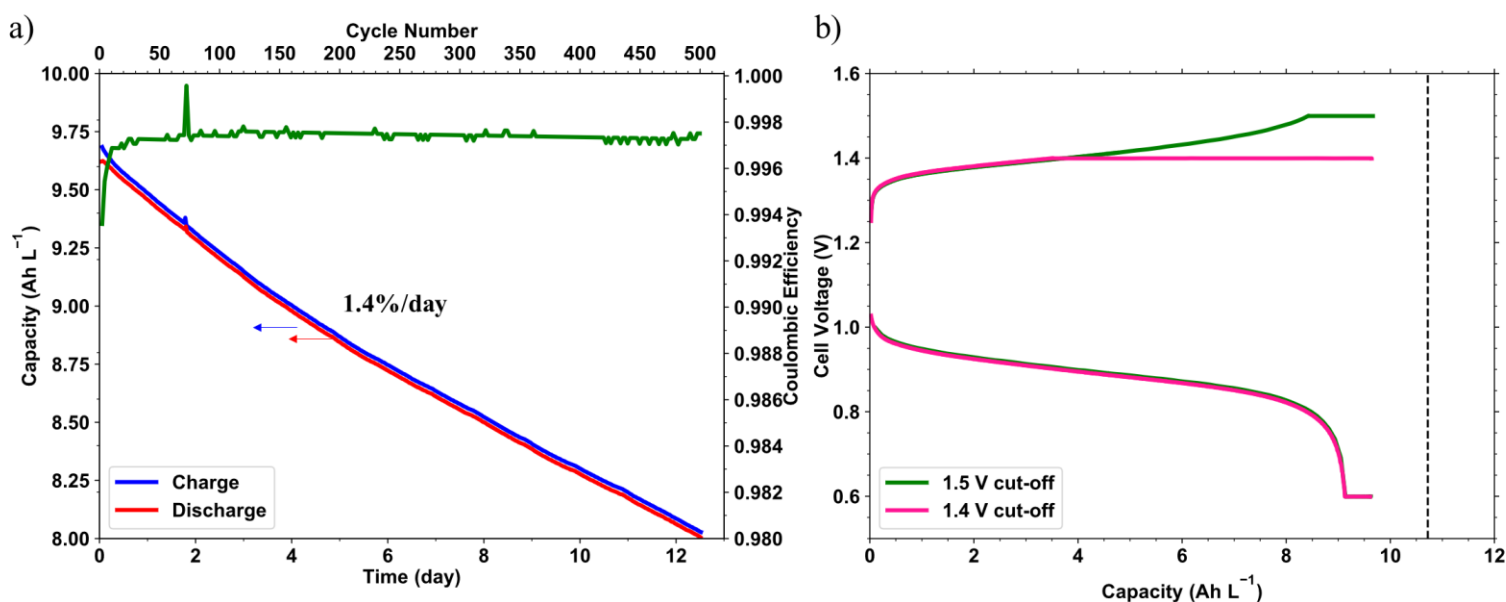 a)
Cycle Number
0 50 100 150 200 250 300 350 400 450 500
10.00
9.75
9.50
9.25
9.00
8.75
8.50
8.25
8.00
Capacity (Ah L⁻¹)
1.4%/day
Charge
Discharge
0 2 4 6 8 10 12
Time (day)
1.000
0.998
0.996
0.994
0.992
0.990
0.988
0.986
0.984
0.982
0.980
Coulombic Efficiency
b)
1.6
1.4
1.2
1.0
0.8
0.6
Cell Voltage (V)
1.5 V cut-off
1.4 V cut-off
0 2 4 6 8 10 12
Capacity (Ah L⁻¹)